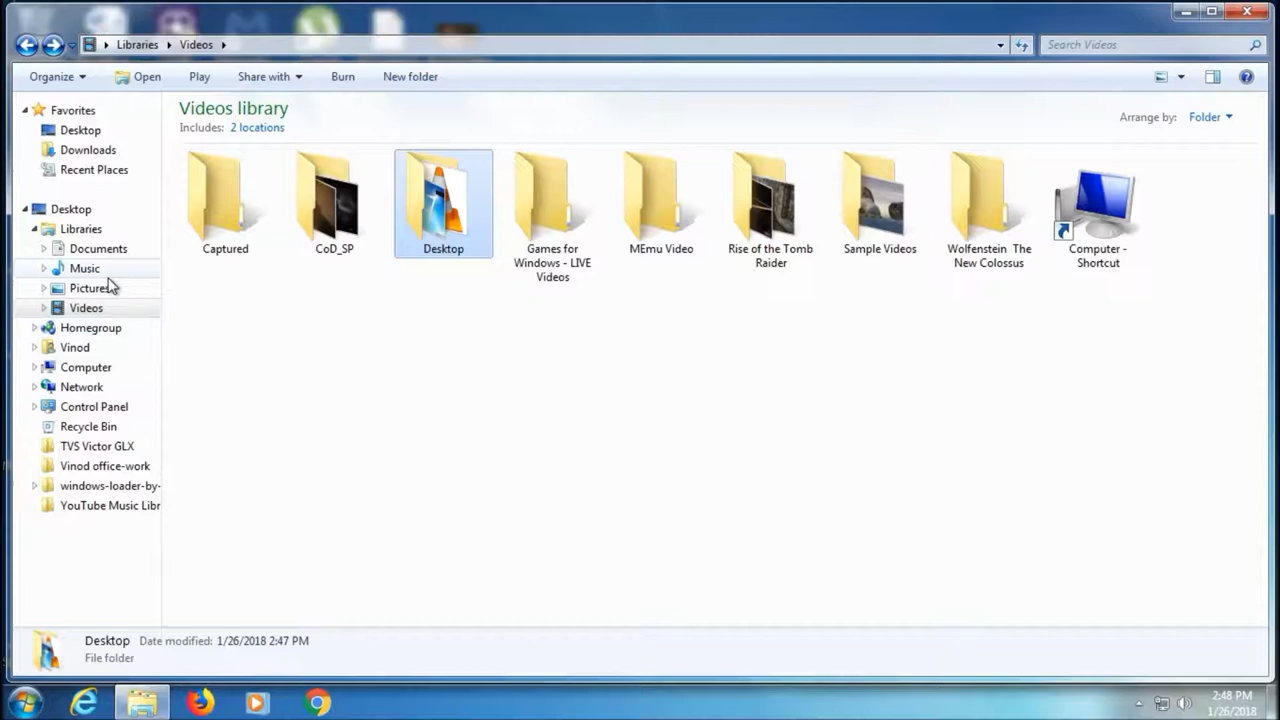 Libraries Videos
Search Videos
Organize Open Play Share with Burn New folder
Favorites
Desktop
Downloads
Recent Places
Desktop
Libraries
Documents
Music
Pictures
Videos
Homegroup
Vinod
Computer
Network
Control Panel
Recycle Bin
TVS Victor GLX
Vinod office-work
windows-loader-by-
YouTube Music Libr
Videos library
Includes: 2 locations
Arrange by: Folder
Captured
CoD_SP
Desktop
Games for
Windows - LIVE
Videos
MEmu Video
Rise of the Tomb
Raider
Sample Videos
Wolfenstein The
New Colossus
Computer -
Shortcut
Desktop Date modified: 1/26/2018 2:47 PM
File folder
2:48 PM
1/26/2018